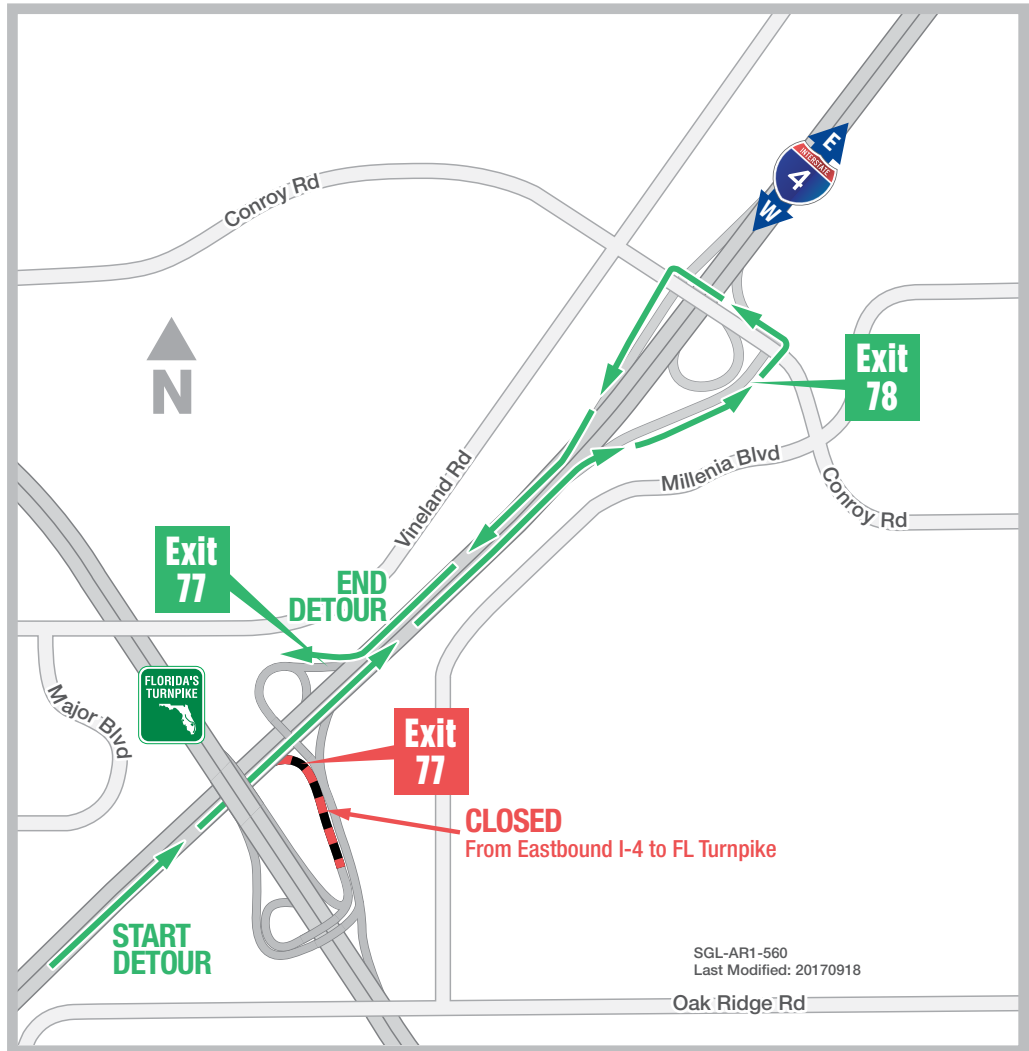 E
INTERSTATE
4
W
Conroy Rd
N
Exit
78
Vineland Rd
Millenia Blvd
Conroy Rd
Exit
77
END
DETOUR
FLORIDA'S
TURNPIKE
Major Blvd
Exit
77
CLOSED
From Eastbound I-4 to FL Turnpike
START
DETOUR
SGL-AR1-560
Last Modified: 20170918
Oak Ridge Rd